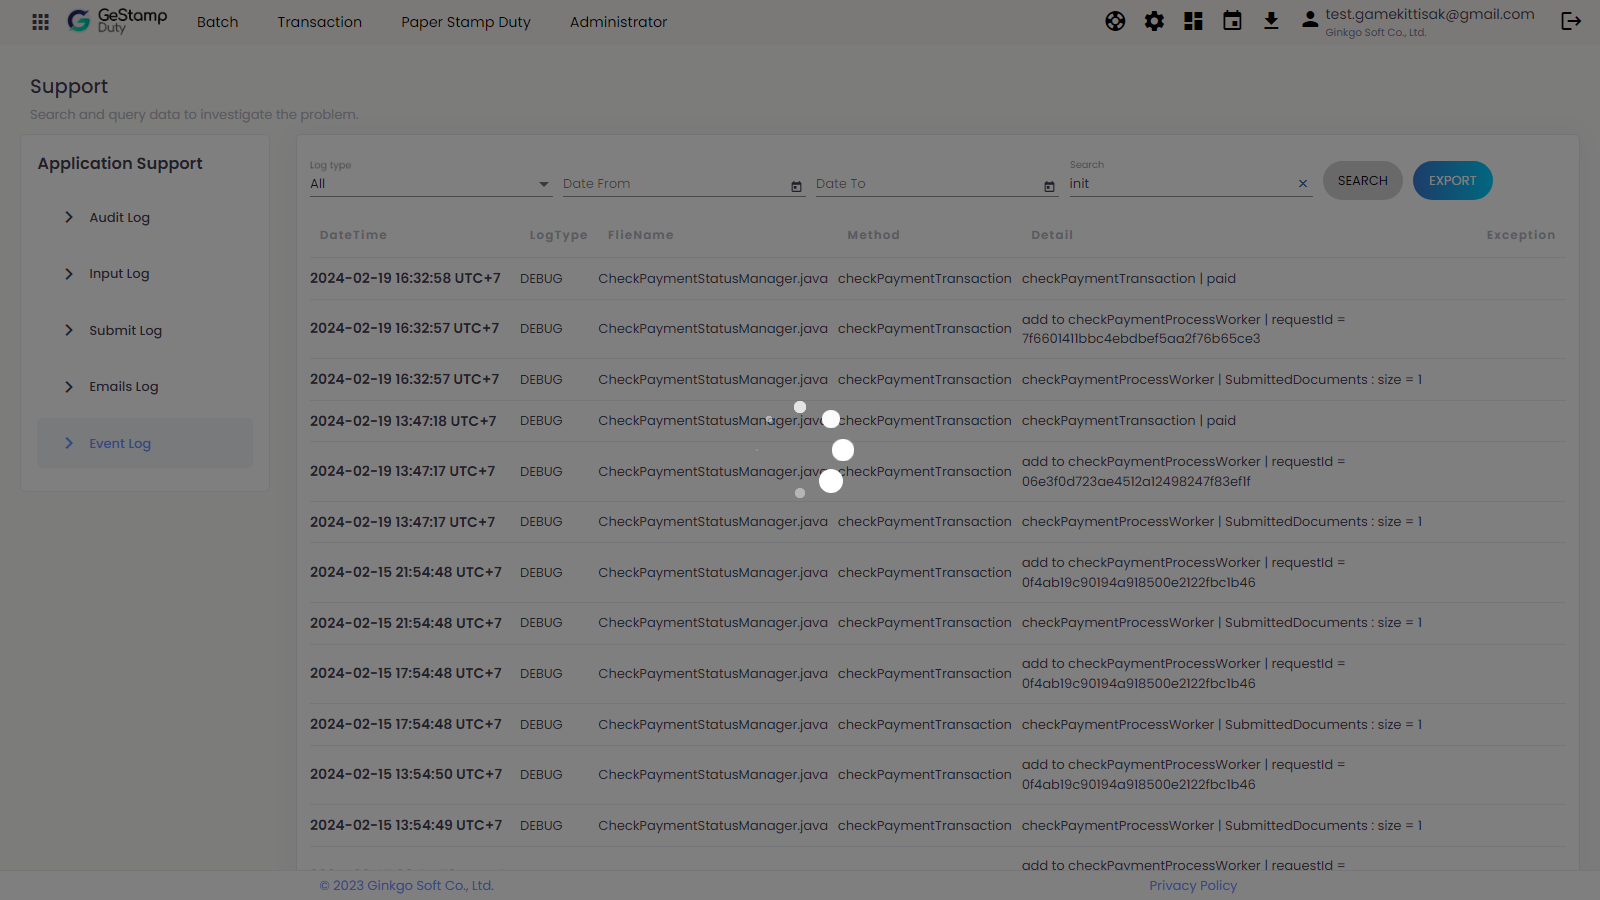 GeStamp
Duty
Batch
Transaction
Paper Stamp Duty
Administrator
test.gamekittisak@gmail.com
Ginkgo Soft Co., Ltd.
Support
Search and query data to investigate the problem.
Application Support
Audit Log
Input Log
Submit Log
Emails Log
Event Log
Log type
All
Date From
Date To
Search
init
SEARCH
EXPORT
DateTime LogType FlieName Method Detail Exception
2024-02-19 16:32:58 UTC+7 DEBUG CheckPaymentStatusManager.java checkPaymentTransaction checkPaymentTransaction | paid
2024-02-19 16:32:57 UTC+7 DEBUG CheckPaymentStatusManager.java checkPaymentTransaction add to checkPaymentProcessWorker | requestId =
7f6601411bbc4ebdbef5aa2f76b65ce3
2024-02-19 16:32:57 UTC+7 DEBUG CheckPaymentStatusManager.java checkPaymentTransaction checkPaymentProcessWorker | SubmittedDocuments : size = 1
2024-02-19 13:47:18 UTC+7 DEBUG CheckPaymentStatusManager.java checkPaymentTransaction checkPaymentTransaction | paid
2024-02-19 13:47:17 UTC+7 DEBUG CheckPaymentStatusManager.java checkPaymentTransaction add to checkPaymentProcessWorker | requestId =
06e3f0d723ae4512a12498247f83ef1f
2024-02-19 13:47:17 UTC+7 DEBUG CheckPaymentStatusManager.java checkPaymentTransaction checkPaymentProcessWorker | SubmittedDocuments : size = 1
2024-02-15 21:54:48 UTC+7 DEBUG CheckPaymentStatusManager.java checkPaymentTransaction add to checkPaymentProcessWorker | requestId =
0f4ab19c90194a918500e2122fbc1b46
2024-02-15 21:54:48 UTC+7 DEBUG CheckPaymentStatusManager.java checkPaymentTransaction checkPaymentProcessWorker | SubmittedDocuments : size = 1
2024-02-15 17:54:48 UTC+7 DEBUG CheckPaymentStatusManager.java checkPaymentTransaction add to checkPaymentProcessWorker | requestId =
0f4ab19c90194a918500e2122fbc1b46
2024-02-15 17:54:48 UTC+7 DEBUG CheckPaymentStatusManager.java checkPaymentTransaction checkPaymentProcessWorker | SubmittedDocuments : size = 1
2024-02-15 13:54:50 UTC+7 DEBUG CheckPaymentStatusManager.java checkPaymentTransaction add to checkPaymentProcessWorker | requestId =
0f4ab19c90194a918500e2122fbc1b46
2024-02-15 13:54:49 UTC+7 DEBUG CheckPaymentStatusManager.java checkPaymentTransaction checkPaymentProcessWorker | SubmittedDocuments : size = 1
add to checkPaymentProcessWorker | requestId =
© 2023 Ginkgo Soft Co., Ltd.
Privacy Policy